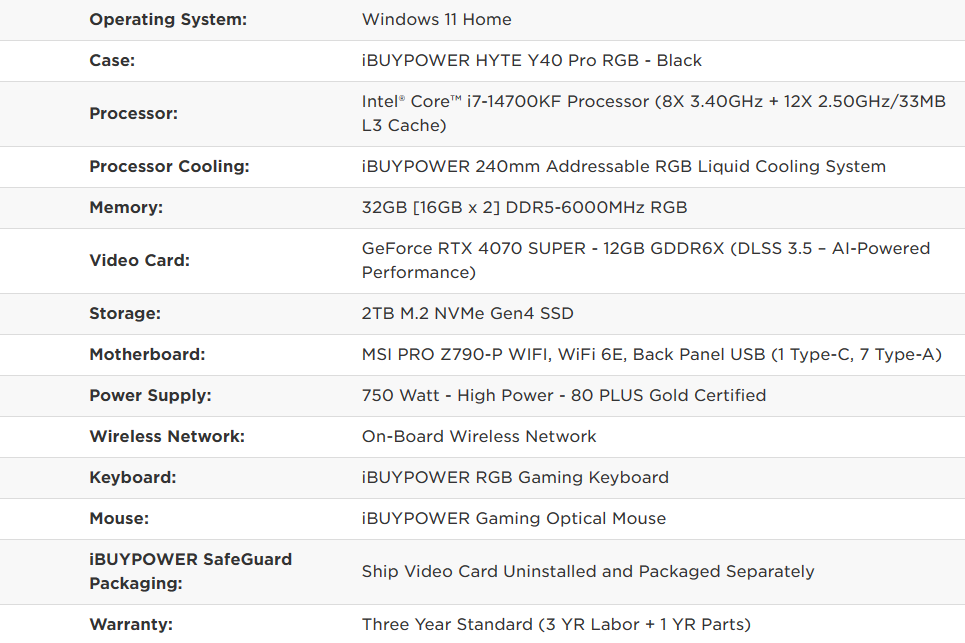 Operating System: Windows 11 Home
Case: iBUYPOWER HYTE Y40 Pro RGB - Black
Processor: Intel® Core™ i7-14700KF Processor (8X 3.40GHz + 12X 2.50GHz/33MB
L3 Cache)
Processor Cooling: iBUYPOWER 240mm Addressable RGB Liquid Cooling System
Memory: 32GB [16GB x 2] DDR5-6000MHz RGB
Video Card: GeForce RTX 4070 SUPER - 12GB GDDR6X (DLSS 3.5 – AI-Powered
Performance)
Storage: 2TB M.2 NVMe Gen4 SSD
Motherboard: MSI PRO Z790-P WIFI, WiFi 6E, Back Panel USB (1 Type-C, 7 Type-A)
Power Supply: 750 Watt - High Power - 80 PLUS Gold Certified
Wireless Network: On-Board Wireless Network
Keyboard: iBUYPOWER RGB Gaming Keyboard
Mouse: iBUYPOWER Gaming Optical Mouse
iBUYPOWER SafeGuard
Packaging: Ship Video Card Uninstalled and Packaged Separately
Warranty: Three Year Standard (3 YR Labor + 1 YR Parts)